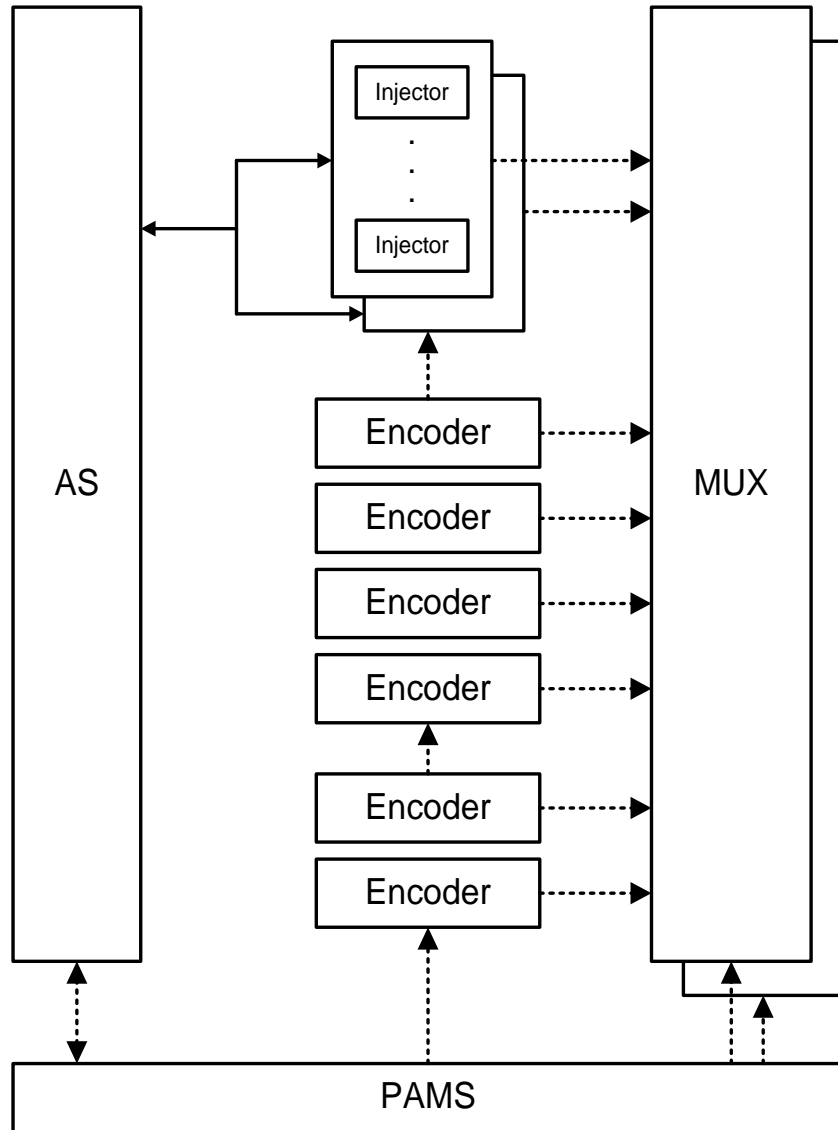 Injector
.
.
.
Injector
Encoder
AS
MUX
Encoder
Encoder
Encoder
Encoder
Encoder
PAMS